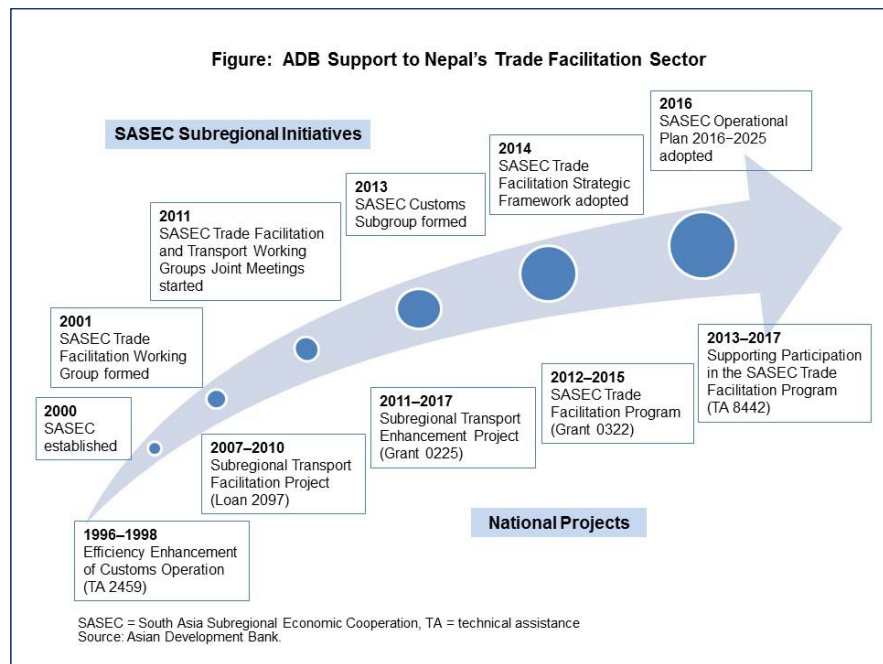 Figure: ADB Support to Nepal's Trade Facilitation Sector
SASEC Subregional Initiatives
2016
SASEC Operational
Plan 2016−2025
adopted
2014
SASEC Trade
Facilitation Strategic
Framework adopted
2013
SASEC Customs
Subgroup formed
2011
SASEC Trade Facilitation
and Transport Working
Groups Joint Meetings
started
2001
SASEC Trade
Facilitation Working
Group formed
2000
SASEC
established
1996–1998
Efficiency Enhancement
of Customs Operation
(TA 2459)
2007–2010
Subregional Transport
Facilitation Project
(Loan 2097)
2011–2017
Subregional Transport
Enhancement Project
(Grant 0225)
2012–2015
SASEC Trade
Facilitation Program
(Grant 0322)
2013–2017
Supporting Participation
in the SASEC Trade
Facilitation Program
(TA 8442)
National Projects
SASEC = South Asia Subregional Economic Cooperation, TA = technical assistance
Source: Asian Development Bank.